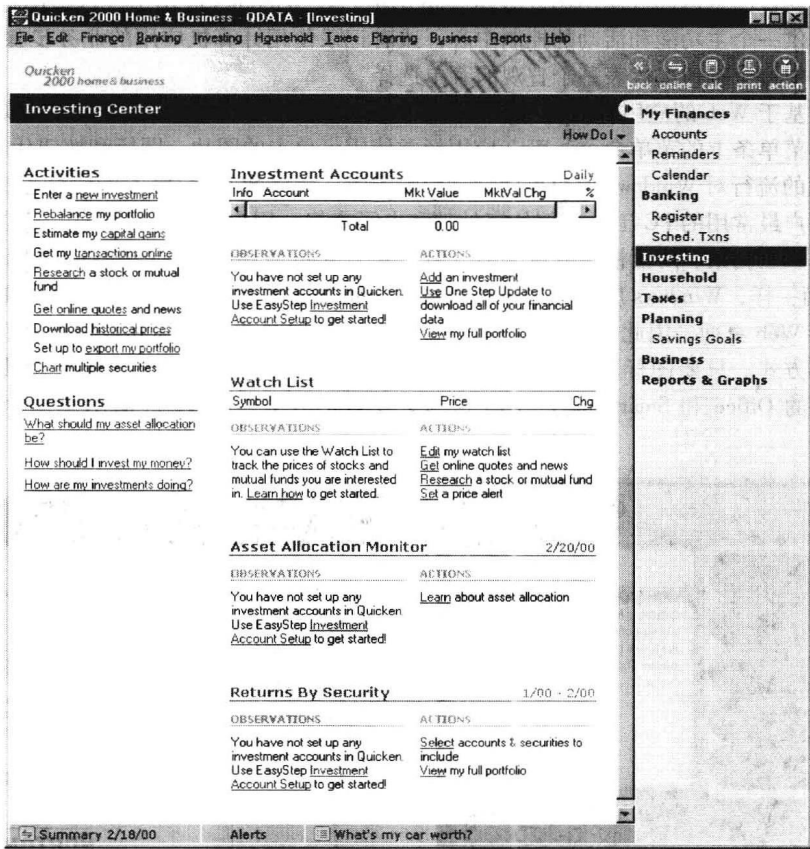 Quicken 2000 Home & Business - QDATA - [Investing]
File Edit Finance Banking Investing Household Taxes Planning Business Reports Help
Quicken
2000 home & business
back online calc print action
Investing Center
How Do I
Activities
Enter a new investment
Rebalance my portfolio
Estimate my capital gains
Get my transactions online
Research a stock or mutual
fund
Get online quotes and news
Download historical prices
Set up to export my portfolio
Chart multiple securities
Questions
What should my asset allocation
be?
How should I invest my money?
How are my investments doing?
Investment Accounts Daily
Info Account Mkt Value MktVal Chg %
Total 0.00
OBSERVATIONS ACTIONS
You have not set up any
investment accounts in Quicken.
Use EasyStep Investment
Account Setup to get started!
Add an investment
Use One Step Update to
download all of your financial
data
View my full portfolio
Watch List
Symbol Price Chg
OBSERVATIONS ACTIONS
You can use the Watch List to
track the prices of stocks and
mutual funds you are interested
in. Learn how to get started.
Edit my watch list
Get online quotes and news
Research a stock or mutual fund
Set a price alert
Asset Allocation Monitor 2/20/00
OBSERVATIONS ACTIONS
You have not set up any
investment accounts in Quicken.
Use EasyStep Investment
Account Setup to get started!
Learn about asset allocation
Returns By Security 1/00 - 2/00
OBSERVATIONS ACTIONS
You have not set up any
investment accounts in Quicken.
Use EasyStep Investment
Account Setup to get started!
Select accounts & securities to
include
View my full portfolio
My Finances
Accounts
Reminders
Calendar
Banking
Register
Sched. Txns
Investing
Household
Taxes
Planning
Savings Goals
Business
Reports & Graphs
Summary 2/18/00 Alerts What's my car worth?